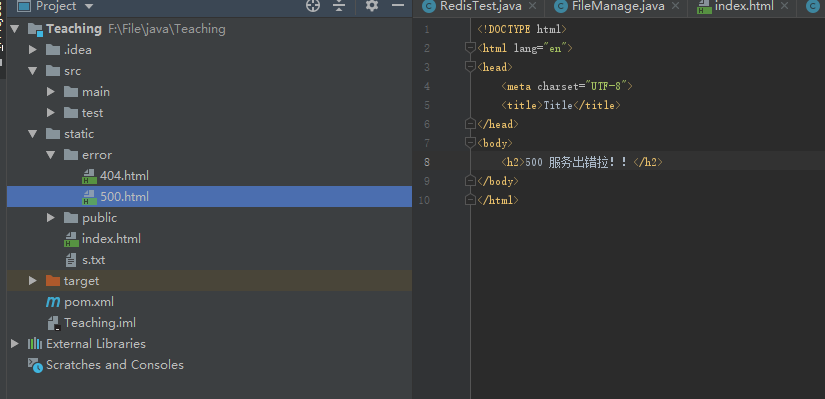 Project
Teaching F:\File\java\Teaching
.idea
src
main
test
static
error
404.html
500.html
public
index.html
s.txt
target
pom.xml
Teaching.iml
External Libraries
Scratches and Consoles
RedisTest.java
FileManage.java
index.html
1 <!DOCTYPE html>
2 <html lang="en">
3 <head>
4 <meta charset="UTF-8">
5 <title>Title</title>
6 </head>
7 <body>
8 <h2>500 服务出错拉！！</h2>
9 </body>
10 </html>